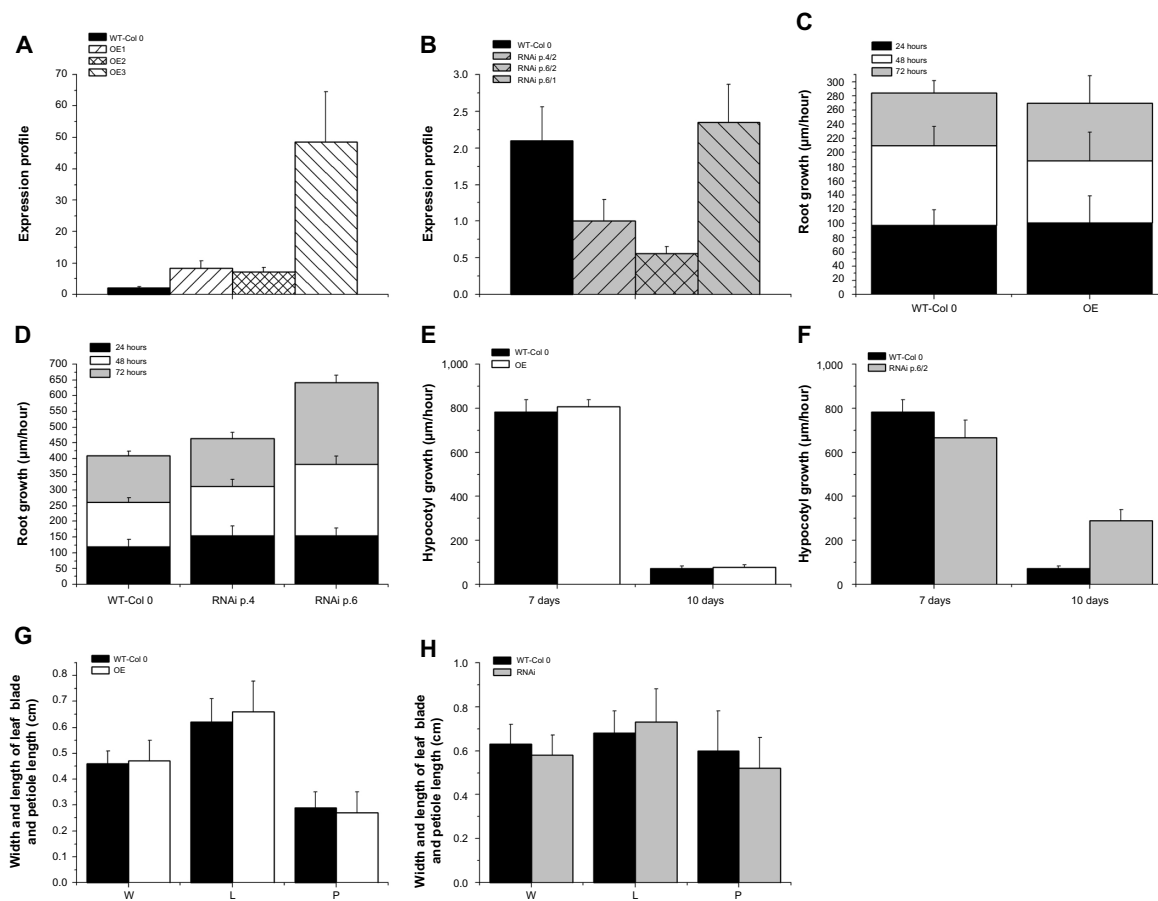 A
WT-Col 0
OE1
OE2
OE3
70
60
50
40
30
20
10
0
Expression profile
B
WT-Col 0
RNAi p.4/2
RNAi p.6/2
RNAi p.6/1
3.0
2.5
2.0
1.5
1.0
0.5
0.0
Expression profile
C
24 hours
48 hours
72 hours
300
280
260
240
220
200
180
160
140
120
100
80
60
40
20
0
Root growth (µm/hour)
WT-Col 0
OE
D
24 hours
48 hours
72 hours
700
650
600
550
500
450
400
350
300
250
200
150
100
50
0
Root growth (µm/hour)
WT-Col 0
RNAi p.4
RNAi p.6
E
WT-Col 0
OE
1,000
800
600
400
200
0
Hypocotyl growth (µm/hour)
7 days
10 days
F
WT-Col 0
RNAi p.6/2
1,000
800
600
400
200
0
Hypocotyl growth (µm/hour)
7 days
10 days
G
WT-Col 0
OE
0.8
0.7
0.6
0.5
0.4
0.3
0.2
0.1
0.0
Width and length of leaf blade
and petiole length (cm)
W
L
P
H
WT-Col 0
RNAi
1.0
0.8
0.6
0.4
0.2
0.0
Width and length of leaf blade
and petiole length (cm)
W
L
P